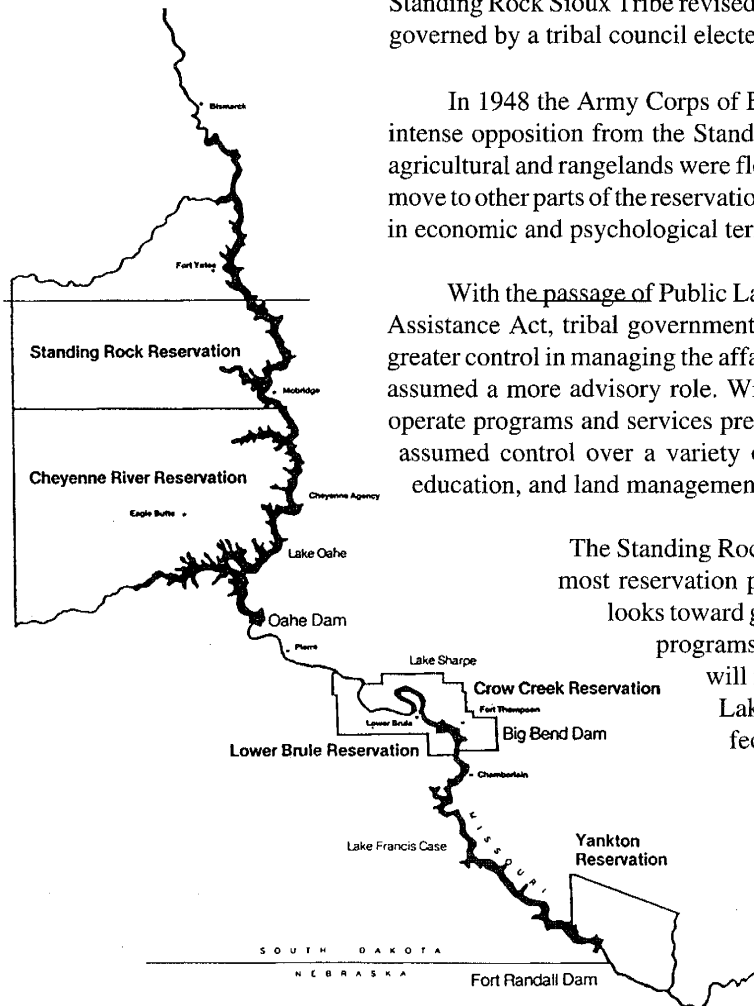 Standing Rock Sioux Tribe revised
governed by a tribal council electe
In 1948 the Army Corps of E
intense opposition from the Stand
agricultural and rangelands were flo
move to other parts of the reservatio
in economic and psychological ter
With the passage of Public La
Assistance Act, tribal government
greater control in managing the affa
assumed a more advisory role. Wi
operate programs and services pre
assumed control over a variety o
education, and land managemen
The Standing Roc
most reservation p
looks toward g
programs
will
Lak
fed
Bismarck
Fort Yates
Standing Rock Reservation
Mobridge
Cheyenne River Reservation
Cheyenne Agency
Eagle Butte
Lake Oahe
Oahe Dam
Pierre
Lake Sharpe
Crow Creek Reservation
Fort Thompson
Lower Brule
Big Bend Dam
Lower Brule Reservation
Chamberlain
MISSOURI
Lake Francis Case
Yankton
Reservation
SOUTH DAKOTA
NEBRASKA
Fort Randall Dam